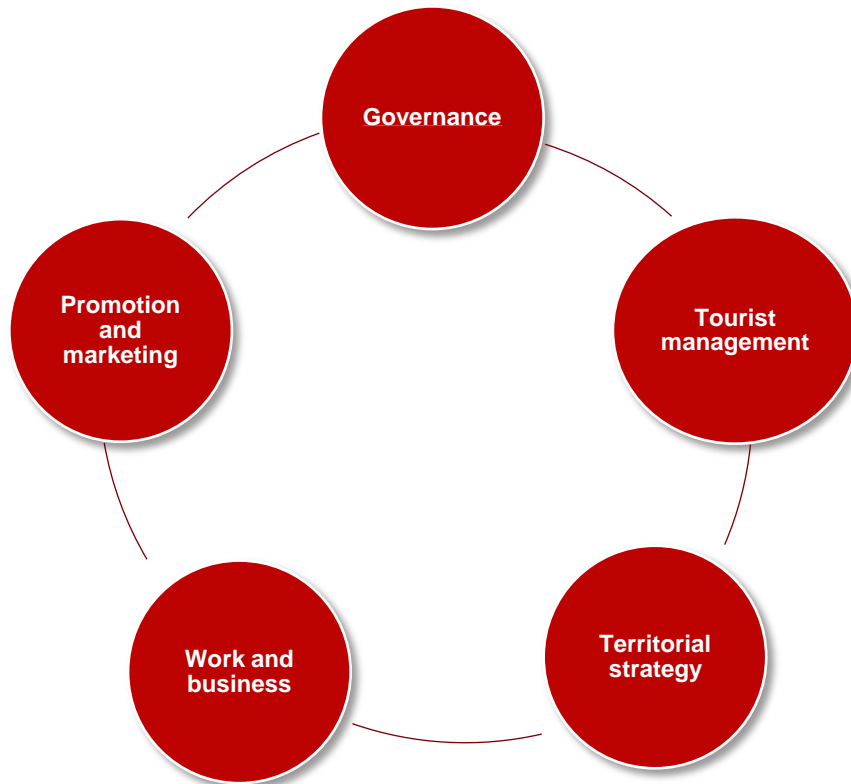 Governance
Tourist
management
Territorial
strategy
Work and
business
Promotion
and
marketing